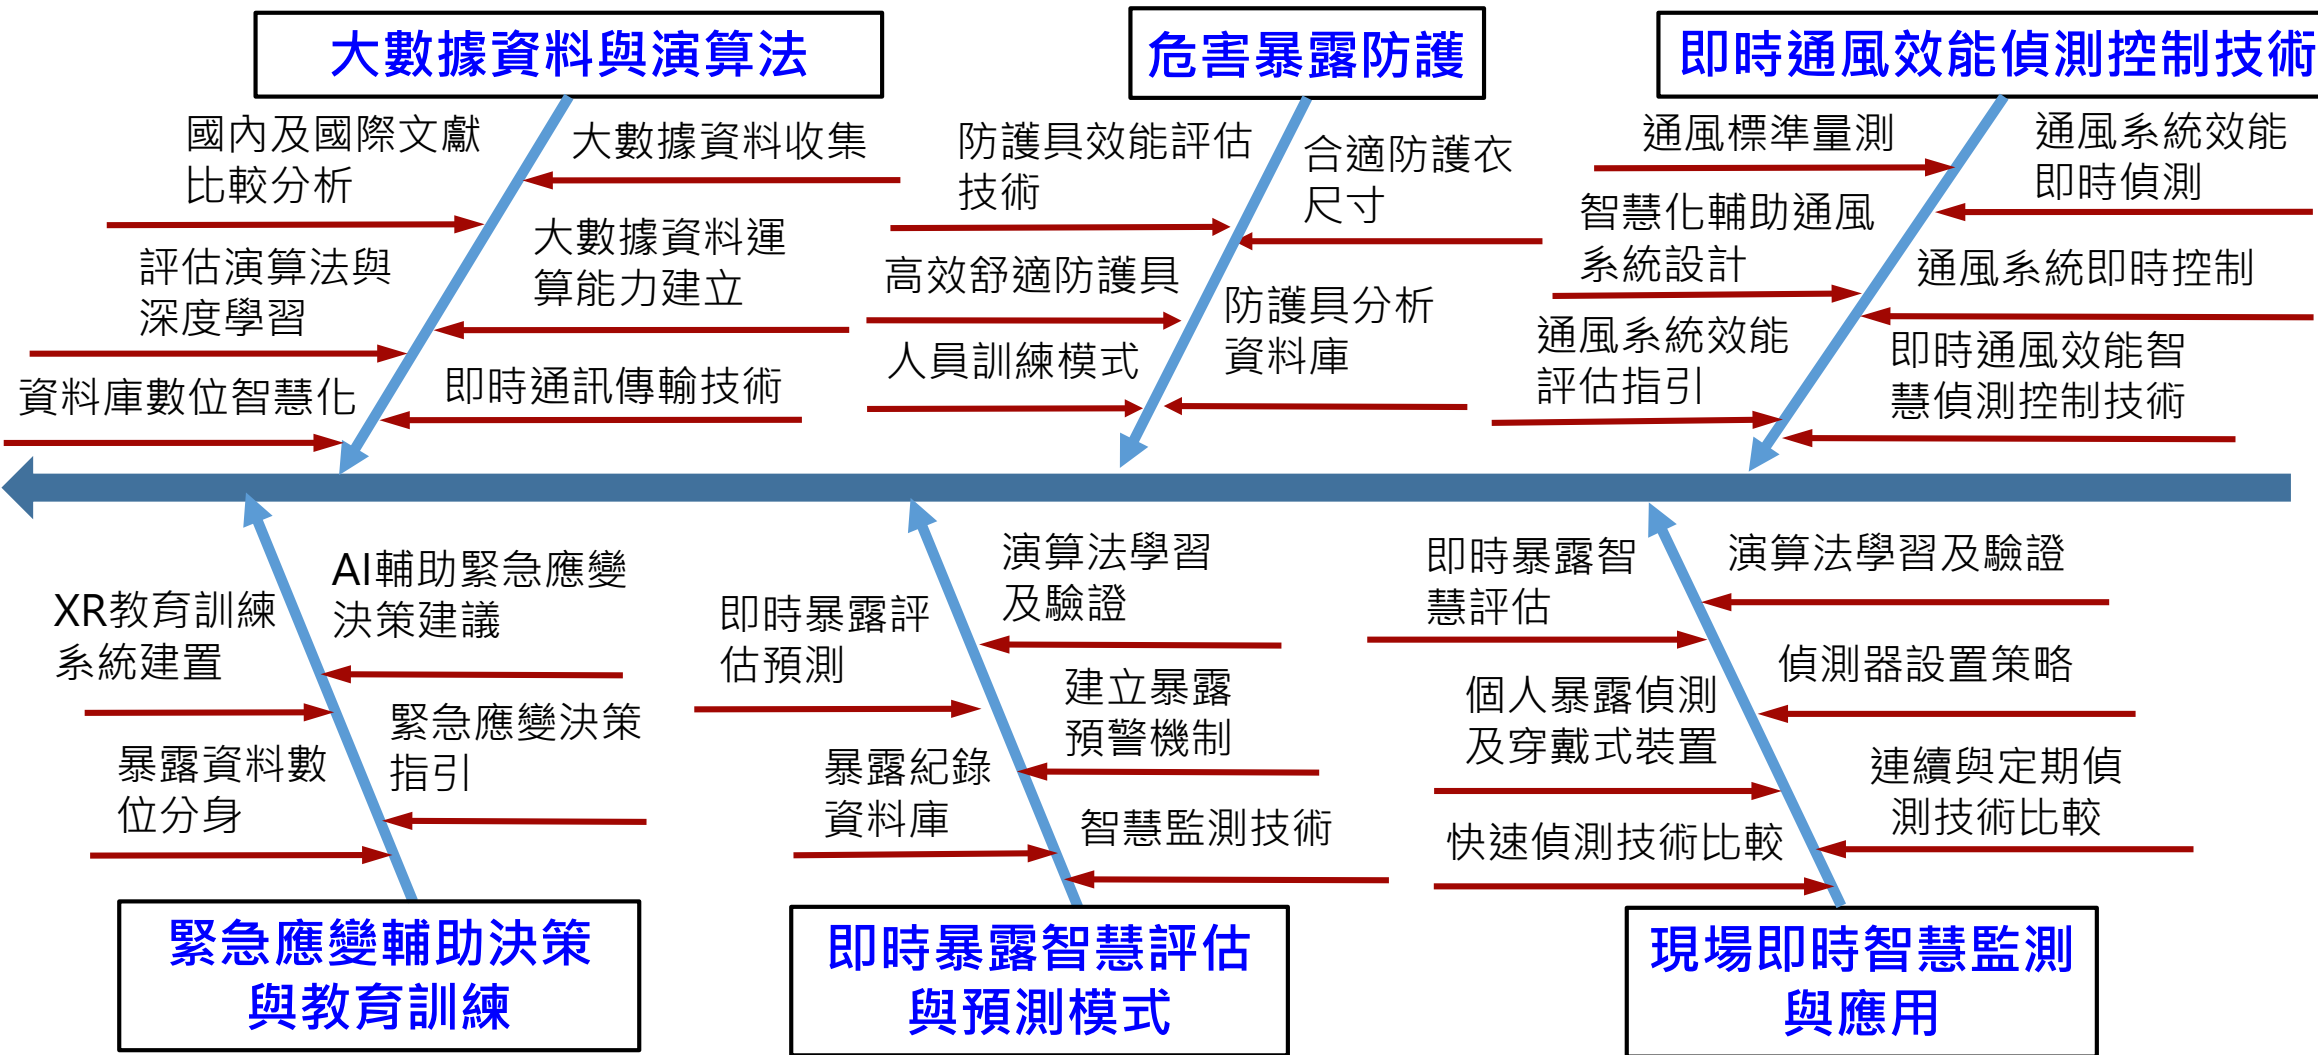 大數據資料與演算法
國內及國際文獻
比較分析
大數據資料收集
評估演算法與
深度學習
大數據資料運
算能力建立
資料庫數位智慧化
即時通訊傳輸技術
危害暴露防護
防護具效能評估
技術
合適防護衣
尺寸
高效舒適防護具
防護具分析
資料庫
人員訓練模式
即時通風效能偵測控制技術
通風標準量測
通風系統效能
即時偵測
智慧化輔助通風
系統設計
通風系統即時控制
通風系統效能
評估指引
即時通風效能智
慧偵測控制技術
AI輔助緊急應變
決策建議
XR教育訓練
系統建置
緊急應變決策
指引
暴露資料數
位分身
緊急應變輔助決策
與教育訓練
演算法學習
及驗證
即時暴露評
估預測
建立暴露
預警機制
暴露紀錄
資料庫
智慧監測技術
即時暴露智慧評估
與預測模式
即時暴露智
慧評估
演算法學習及驗證
偵測器設置策略
個人暴露偵測
及穿戴式裝置
連續與定期偵
測技術比較
快速偵測技術比較
現場即時智慧監測
與應用